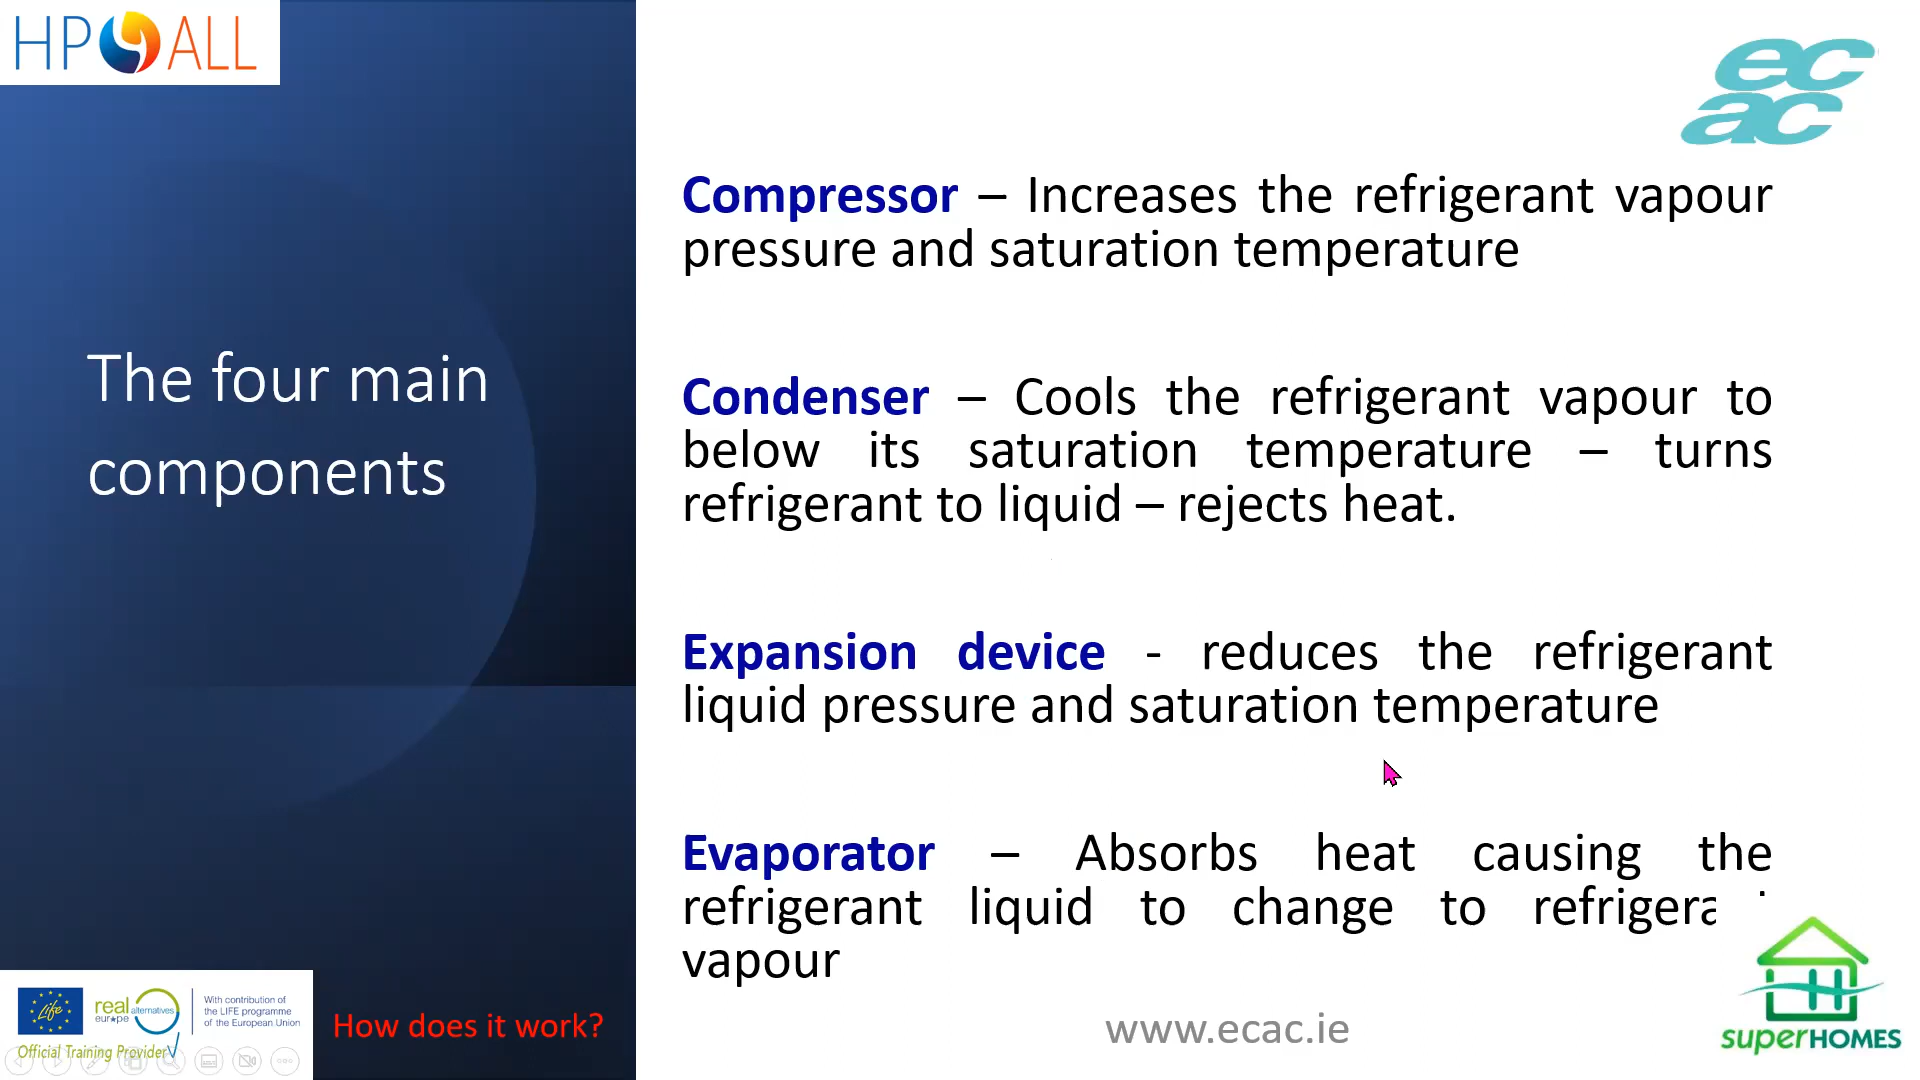 HP4ALL
ec
ac
The four main
components
Compressor – Increases the refrigerant vapour
pressure and saturation temperature
Condenser – Cools the refrigerant vapour to
below its saturation temperature – turns
refrigerant to liquid – rejects heat.
Expansion device - reduces the refrigerant
liquid pressure and saturation temperature
Evaporator – Absorbs heat causing the
refrigerant liquid to change to
vapour
Life
real alternatives
europe
With contribution of
the LIFE programme
of the European Union
Official Training Provider
How does it work?
www.ecac.ie
superHOMES